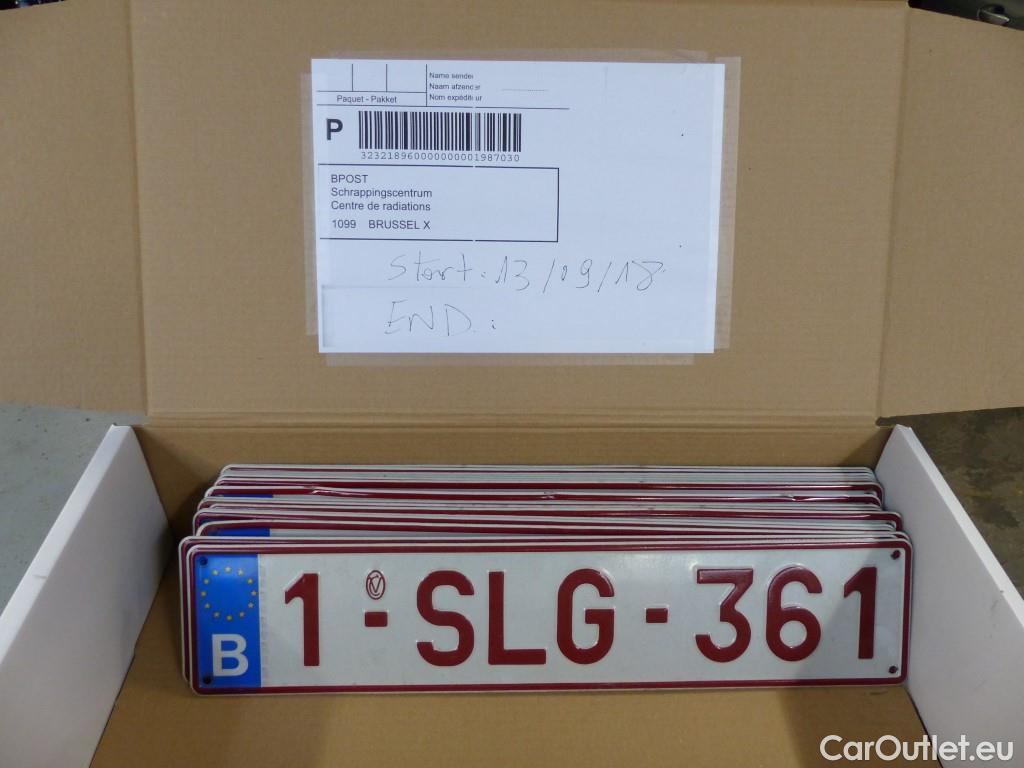 Name sender
Naam afzender
Nom expéditeur
Paquet - Pakket
P
323218960000000001987030
BPOST
Schrappingscentrum
Centre de radiations
1099 BRUSSEL X
Start: 13/09/18
END:
B 1-SLG-361
CarOutlet.eu